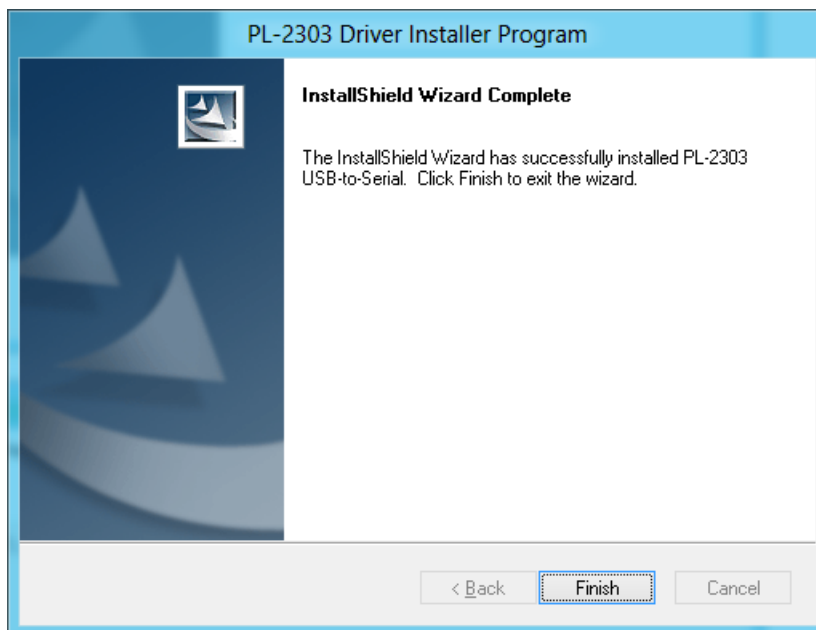 PL-2303 Driver Installer Program
InstallShield Wizard Complete
The InstallShield Wizard has successfully installed PL-2303
USB-to-Serial. Click Finish to exit the wizard.
< Back
Finish
Cancel